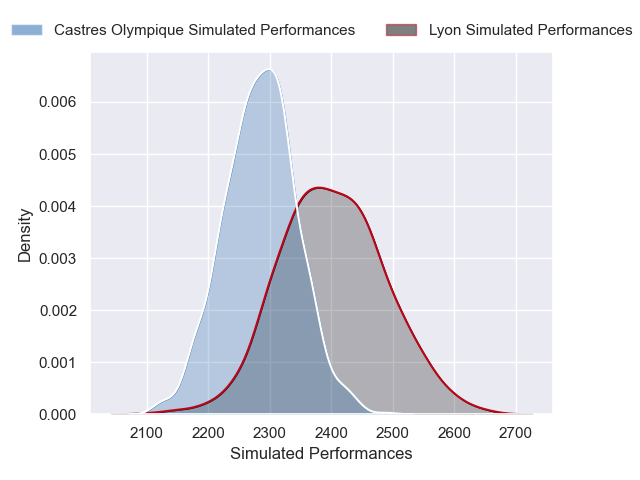 Castres Olympique Simulated Performances
Lyon Simulated Performances
0.006
0.005
0.004
0.003
0.002
0.001
0.000
Density
2100 2200 2300 2400 2500 2600 2700
Simulated Performances